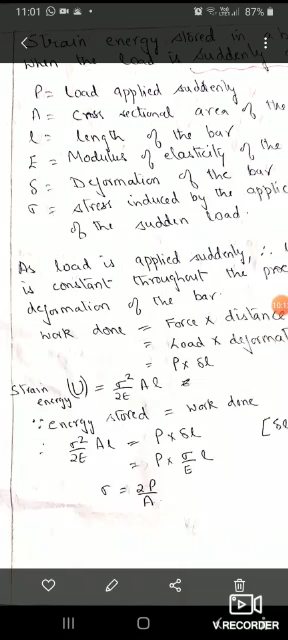 11:01 87%
Strain energy stored in a b
when the load is suddenly
P = Load applied suddenly
A = cross sectional area of the
l = length of the bar
E = Modulus of elasticity of the
δ = Deformation of the bar
σ = stress induced by the applic
of the sudden load.
As load is applied suddenly, ∴ l
is constant throughout the proc
deformation of the bar.
work done = Force × distance
= Load × deformat
= P × δl
Strain energy (U) = σ²/2E Al
∵ energy stored = work done
∴ σ²/2E Al = P × δl [δl
= P × σ/E l
σ = 2P/A
V.RECORDER